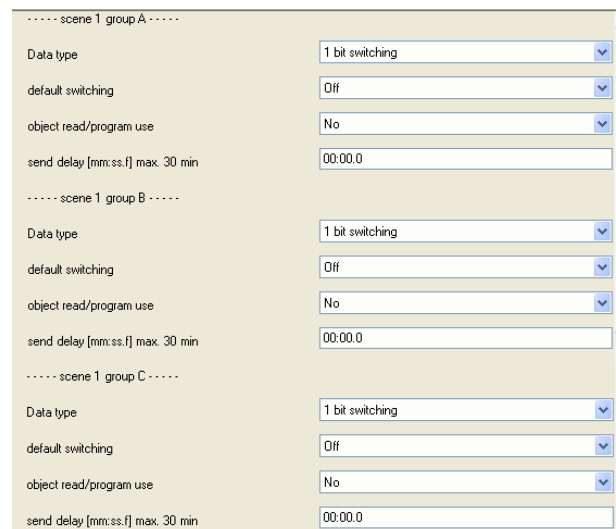 - - - - - scene 1 group A - - - - -
Data type 1 bit switching
default switching Off
object read/program use No
send delay [mm:ss.f] max. 30 min 00:00.0
- - - - - scene 1 group B - - - - -
Data type 1 bit switching
default switching Off
object read/program use No
send delay [mm:ss.f] max. 30 min 00:00.0
- - - - - scene 1 group C - - - - -
Data type 1 bit switching
default switching Off
object read/program use No
send delay [mm:ss.f] max. 30 min 00:00.0